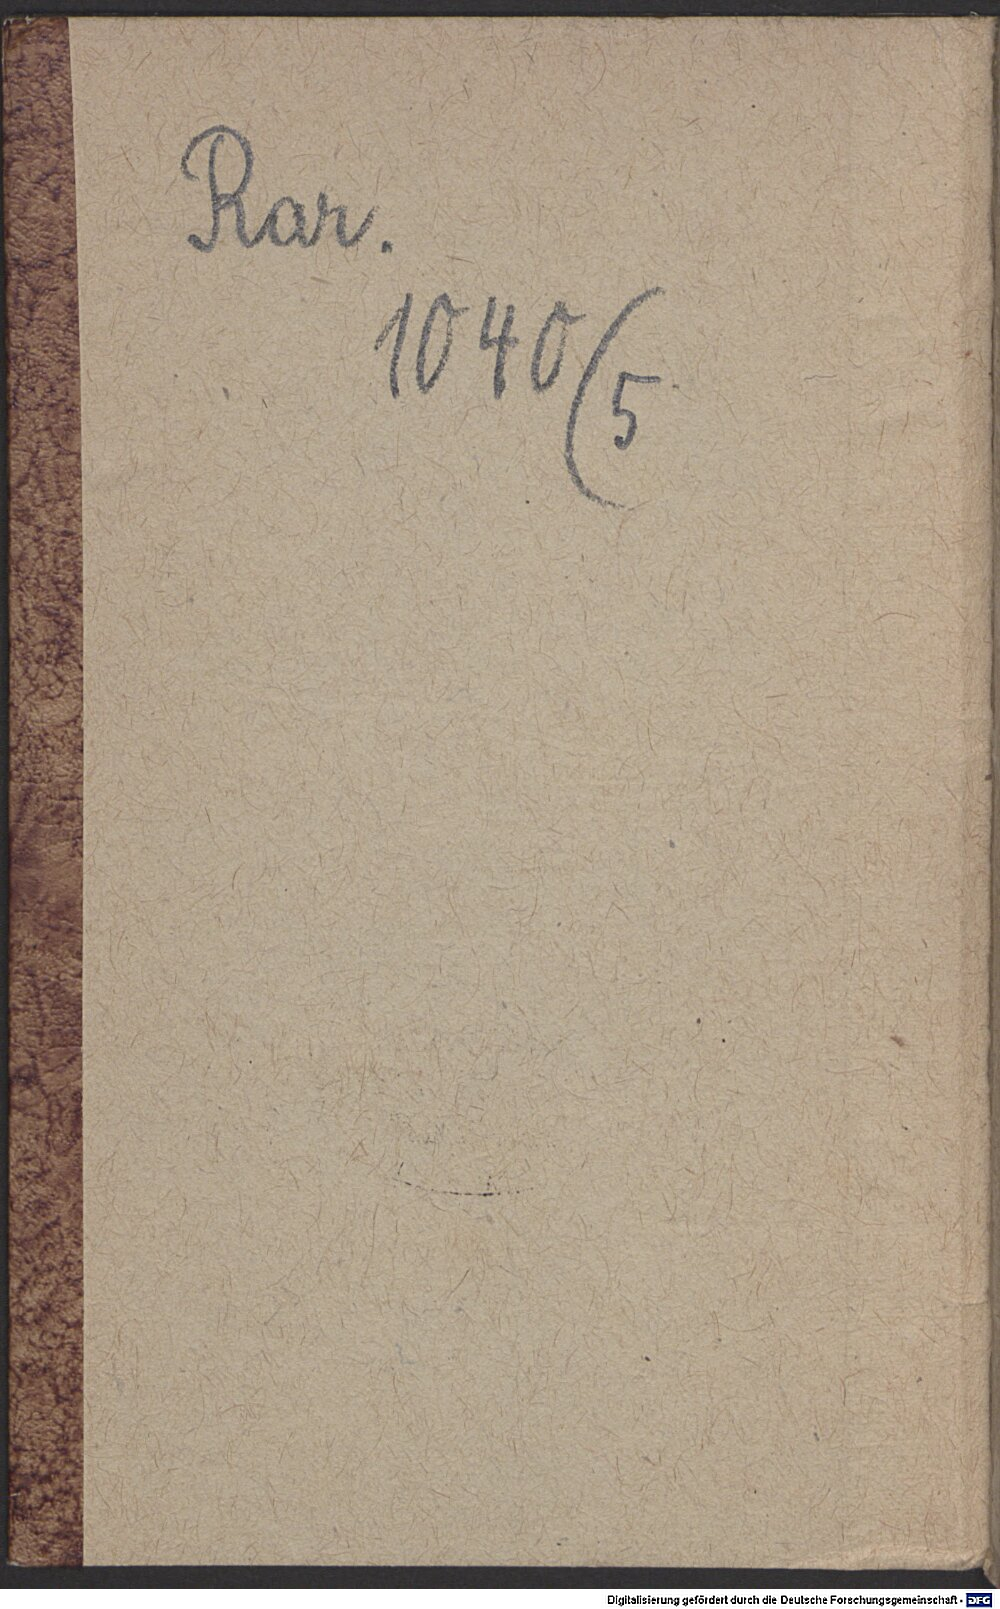 Rar.
1040(5
Digitalisierung gefördert durch die Deutsche Forschungsgemeinschaft - DFG